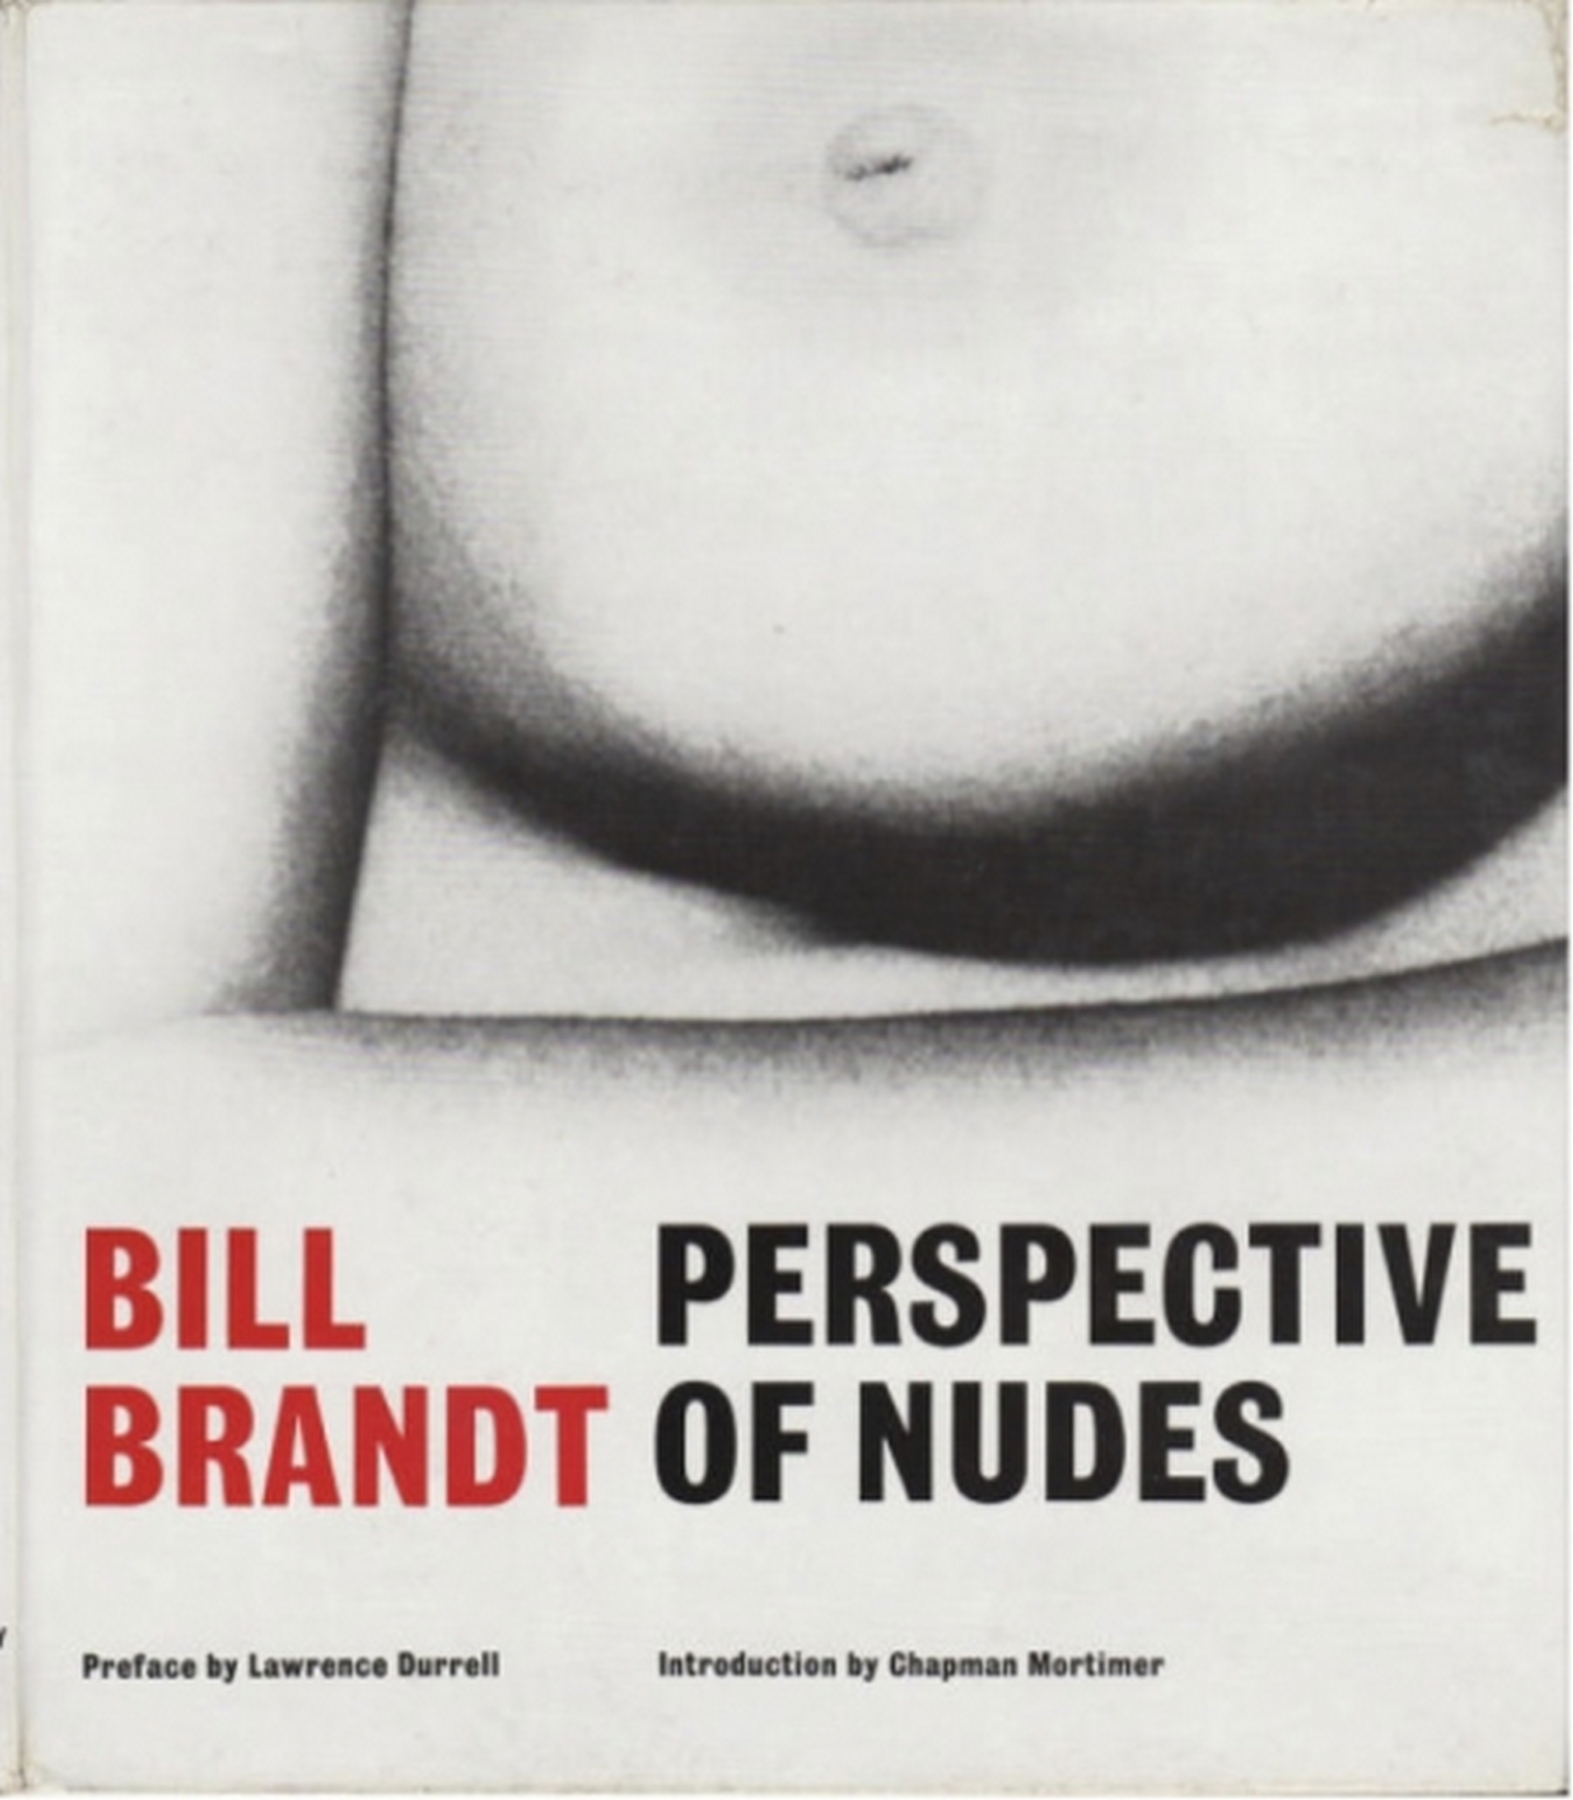 BILL
BRANDT
PERSPECTIVE
OF NUDES
Preface by Lawrence Durrell
Introduction by Chapman Mortimer